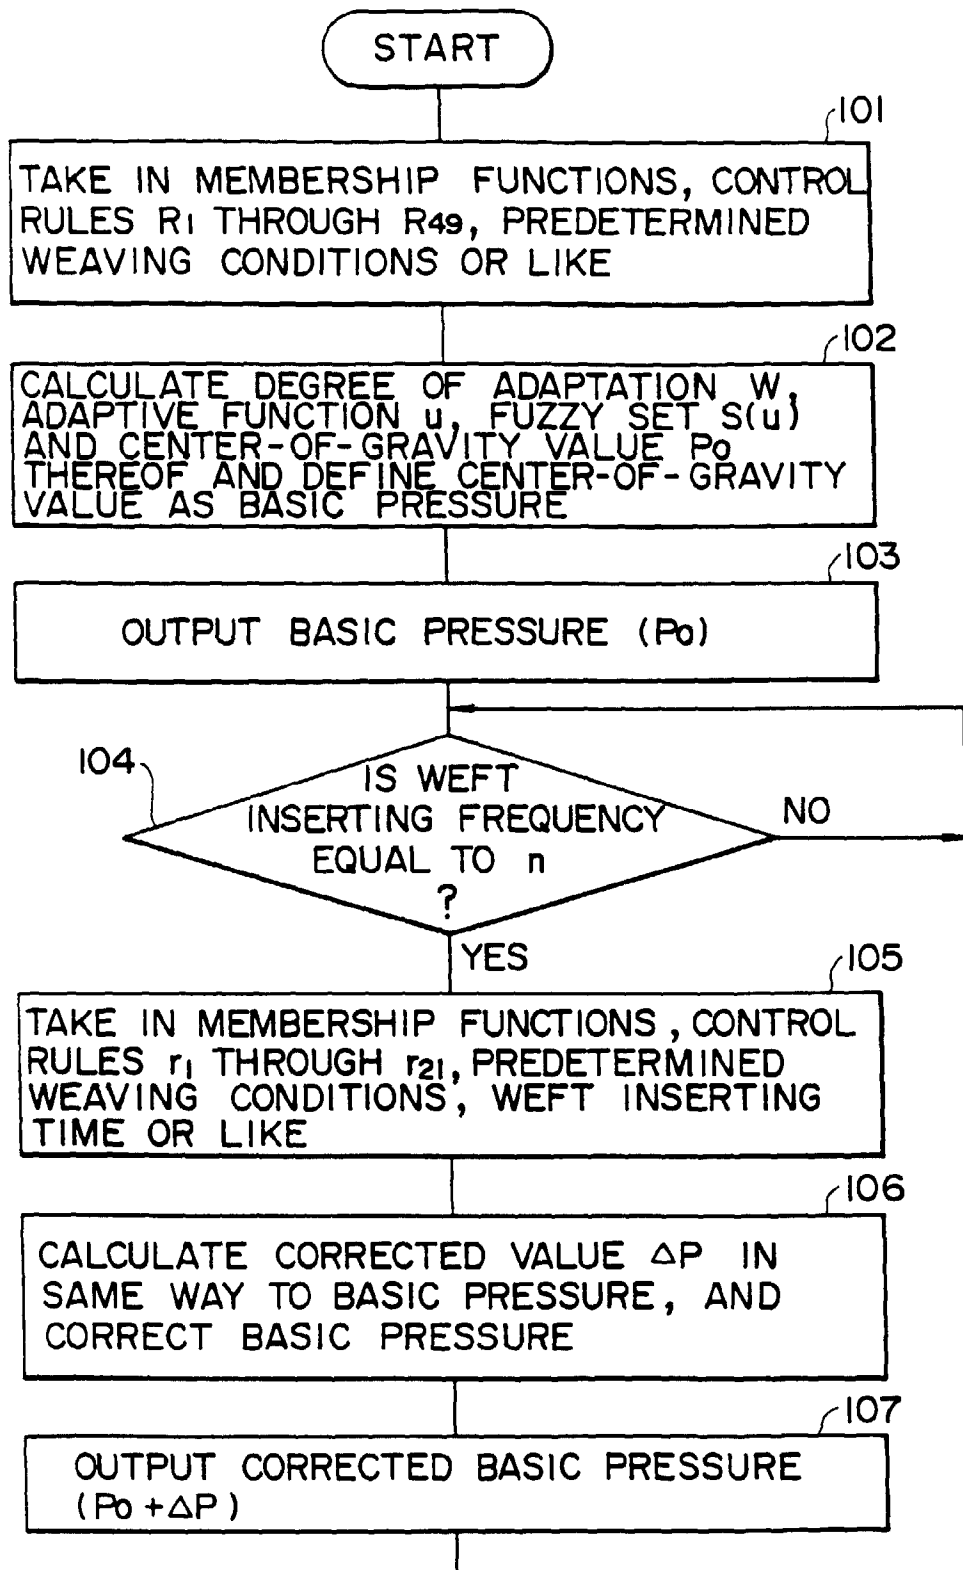 START
101
TAKE IN MEMBERSHIP FUNCTIONS, CONTROL
RULES R1 THROUGH R49, PREDETERMINED
WEAVING CONDITIONS OR LIKE
102
CALCULATE DEGREE OF ADAPTATION W,
ADAPTIVE FUNCTION u, FUZZY SET S(u)
AND CENTER-OF-GRAVITY VALUE Po
THEREOF AND DEFINE CENTER-OF-GRAVITY
VALUE AS BASIC PRESSURE
103
OUTPUT BASIC PRESSURE (Po)
104
IS WEFT
INSERTING FREQUENCY
EQUAL TO n
?
NO
YES
105
TAKE IN MEMBERSHIP FUNCTIONS, CONTROL
RULES r1 THROUGH r21, PREDETERMINED
WEAVING CONDITIONS, WEFT INSERTING
TIME OR LIKE
106
CALCULATE CORRECTED VALUE ΔP IN
SAME WAY TO BASIC PRESSURE, AND
CORRECT BASIC PRESSURE
107
OUTPUT CORRECTED BASIC PRESSURE
(Po+ΔP)